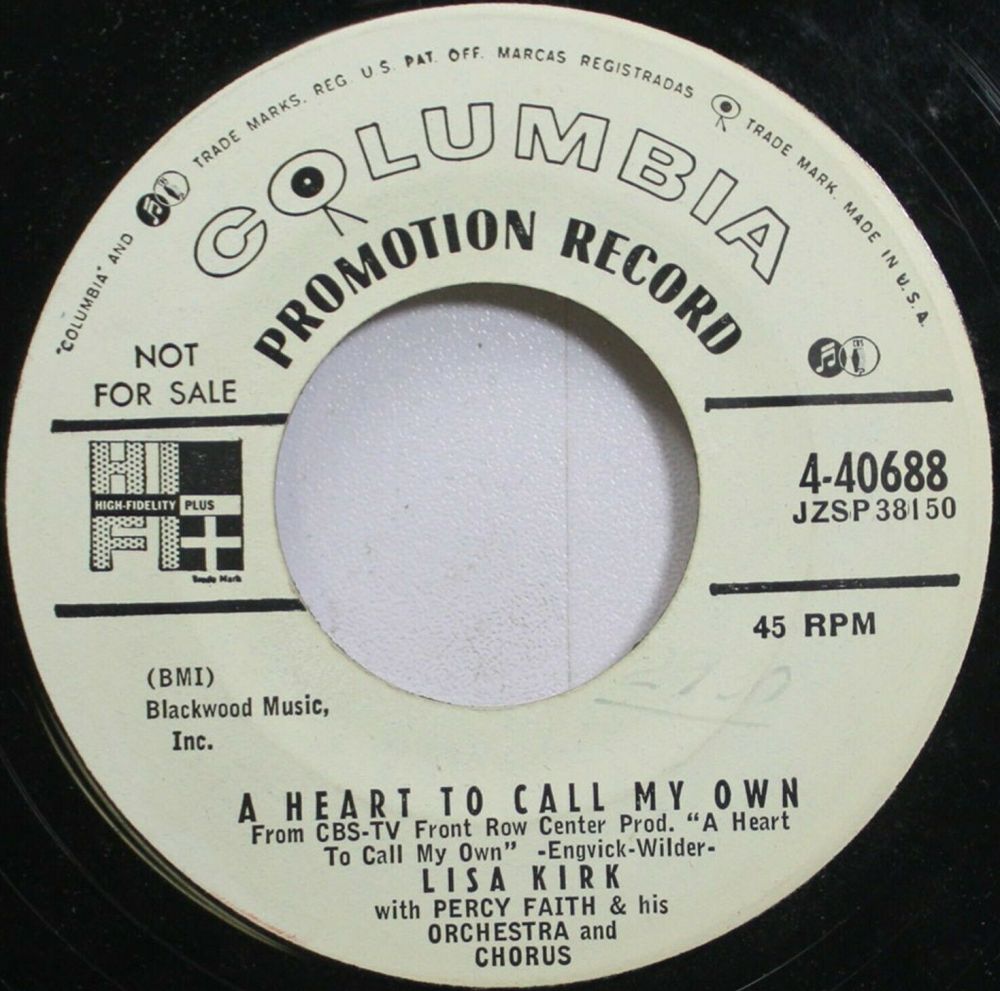 "COLUMBIA" AND TRADE MARKS. REG. U.S. PAT. OFF. MARCAS REGISTRADAS TRADE MARK. MADE IN U.S.A.
COLUMBIA
PROMOTION RECORD
NOT
FOR SALE
HI
HIGH-FIDELITY PLUS
FI
Trade Mark
CBS
4-40688
JZSP 38150
45 RPM
(BMI)
Blackwood Music,
Inc.
A HEART TO CALL MY OWN
From CBS-TV Front Row Center Prod. "A Heart
To Call My Own" -Engvick-Wilder-
LISA KIRK
with PERCY FAITH & his
ORCHESTRA and
CHORUS